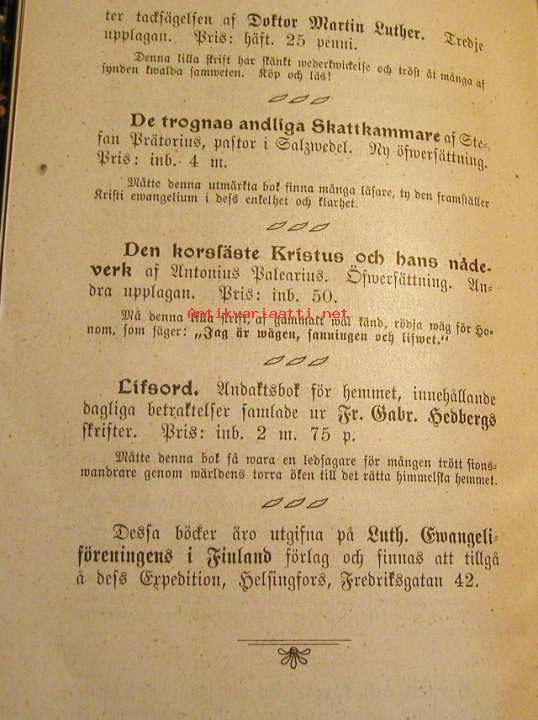 ter tacksägelsen af Doktor Martin Luther. Tredje
upplagan. Pris: häft. 25 penni.
Denna lilla skrift har skänkt wederkwickelse och tröst åt många af
synden kwalda samweten. Köp och läs!
De trognas andliga Skattkammare af Ste-
fan Prätorius, pastor i Salzwedel. Ny öfwersättning.
Pris: inb. 4 m.
Måtte denna utmärkta bok finna många läsare, ty den framställer
Kristi ewangelium i dess enkelhet och klarhet.
Den korsfäste Kristus och hans nåde-
verk af Antonius Palearius. Öfwersättning. An-
dra upplagan. Pris: inb. 50.
Antikvariaatti.net
Må denna lilla skrift, af gammalt wäl känd, rödja wäg för Ho-
nom, som säger: „Jag är wägen, sanningen och lifwet.“
Lifsord. Andaktsbok för hemmet, innehållande
dagliga betraktelser samlade ur Fr. Gabr. Hedbergs
skrifter. Pris: inb. 2 m. 75 p.
Måtte denna bok få wara en ledsagare för mången trött sions-
wandrare genom wärldens torra öken till det rätta himmelska hemmet.
Dessa böcker äro utgifna på Luth. Ewangeli-
föreningens i Finland förlag och finnas att tillgå
å dess Expedition, Helsingfors, Fredriksgatan 42.